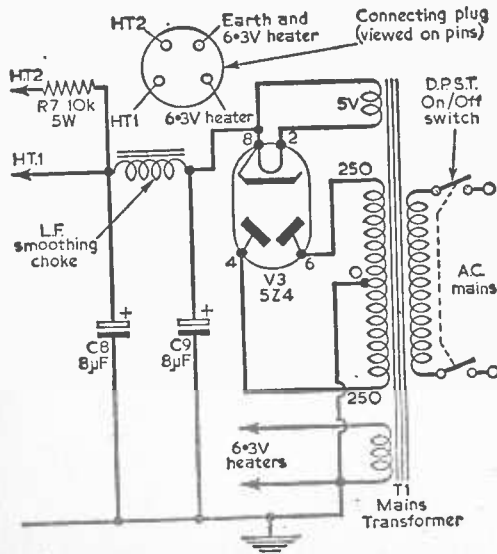 HT2
Earth and
6·3V heater
Connecting plug
(viewed on pins)
HT2
R7 10k
5W
HT1
6·3V heater
HT.1
L.F.
smoothing
choke
8
2
5V
D.P.S.T.
On/Off
switch
250
O
4
6
V3
5Z4
A.C.
mains
+
C8
8µF
+
C9
8µF
250
6·3V
heaters
T1
Mains
Transformer